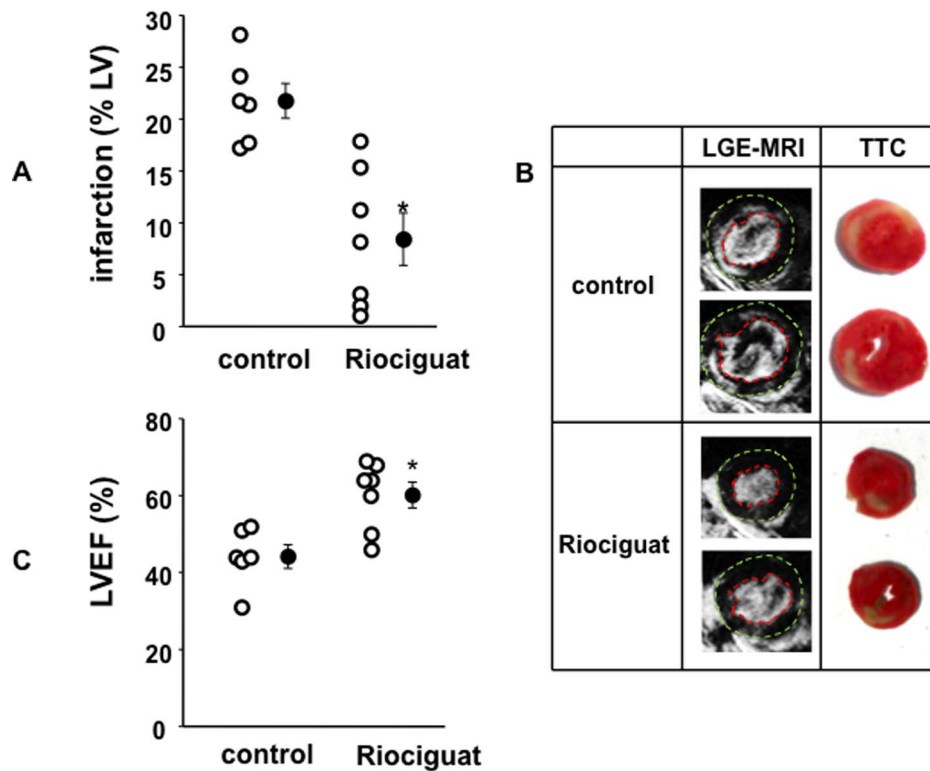 A
infarction (% LV)
30
25
20
15
10
5
0
*
control Riociguat
B
LGE-MRI TTC
control
Riociguat
C
LVEF (%)
80
60
40
20
0
*
control Riociguat